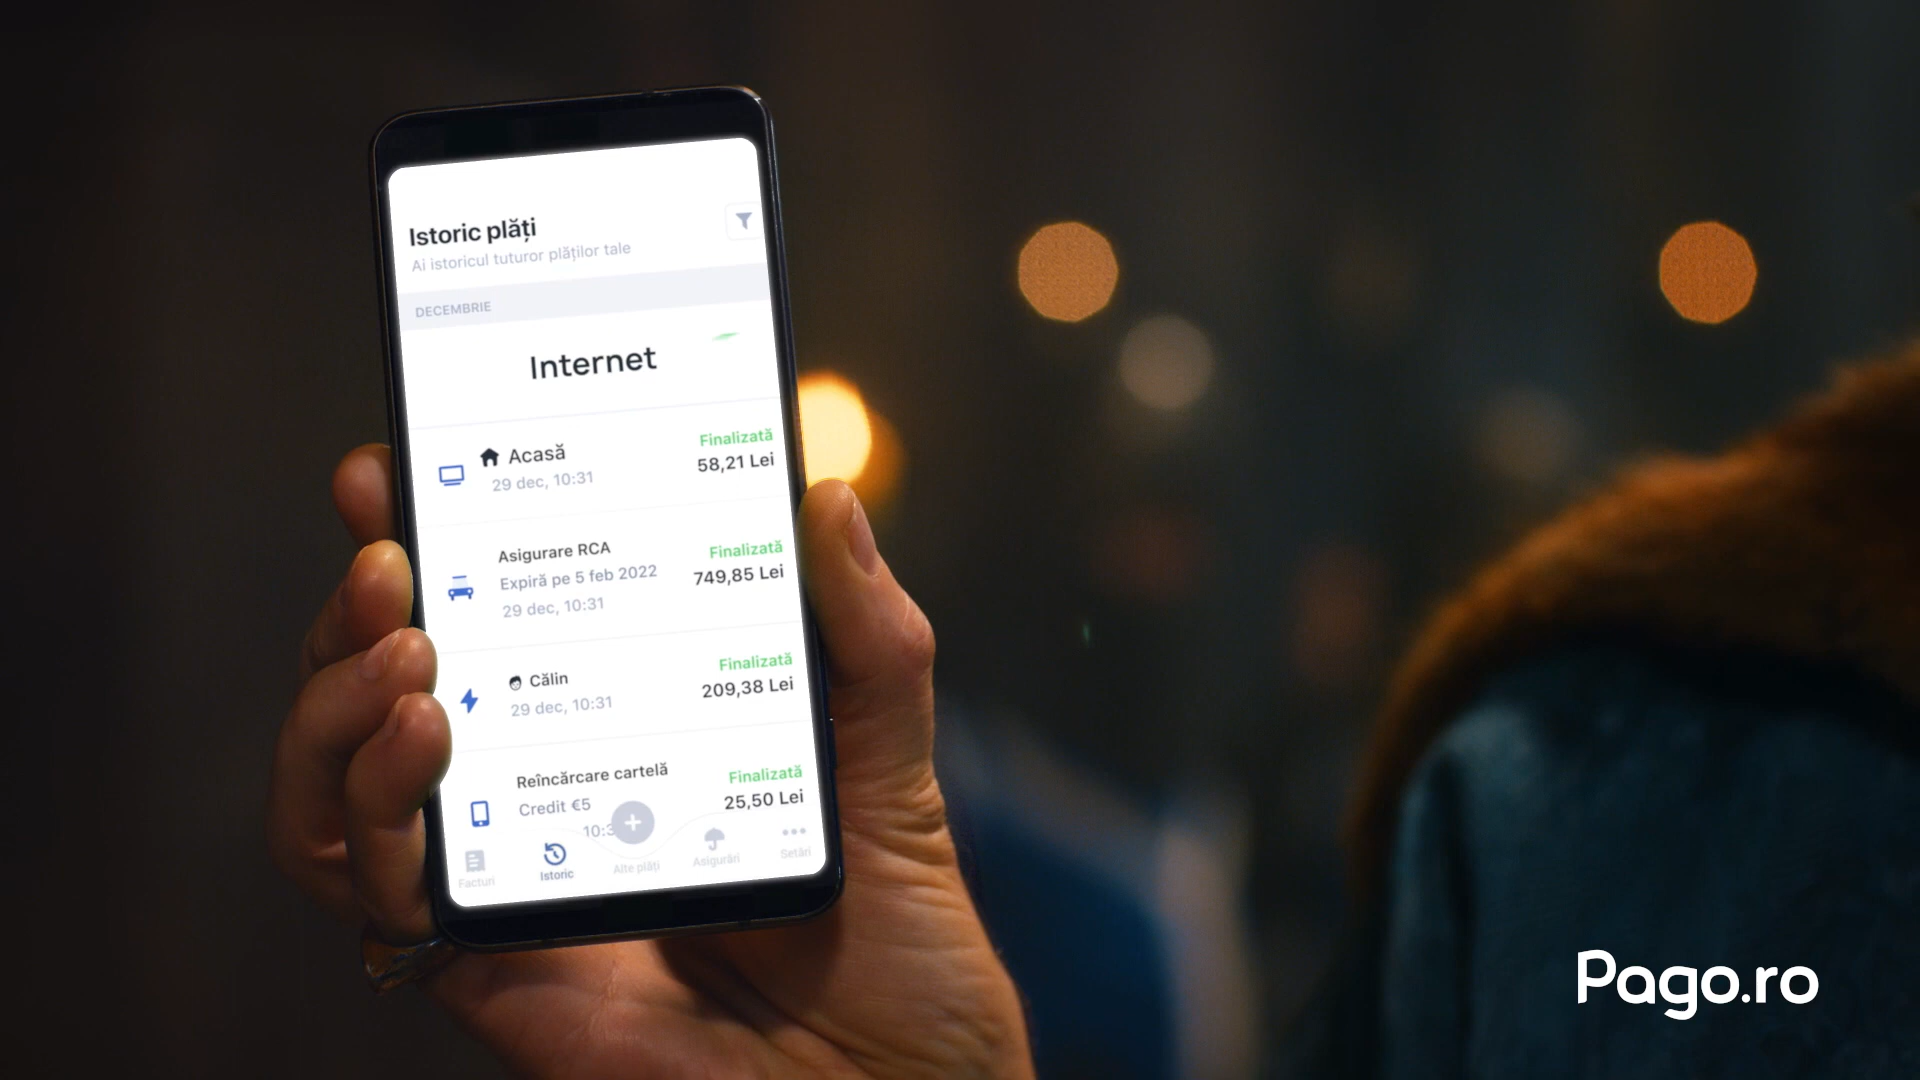 Istoric plăți
Ai istoricul tuturor plăților tale
DECEMBRIE
Internet
Acasă
29 dec, 10:31
Finalizată
58,21 Lei
Asigurare RCA
Expiră pe 5 feb 2022
29 dec, 10:31
Finalizată
749,85 Lei
Călin
29 dec, 10:31
Finalizată
209,38 Lei
Reîncărcare cartelă
Credit €5
Finalizată
25,50 Lei
Facturi
Istoric
Alte plăți
Asigurări
Setări
Pago.ro